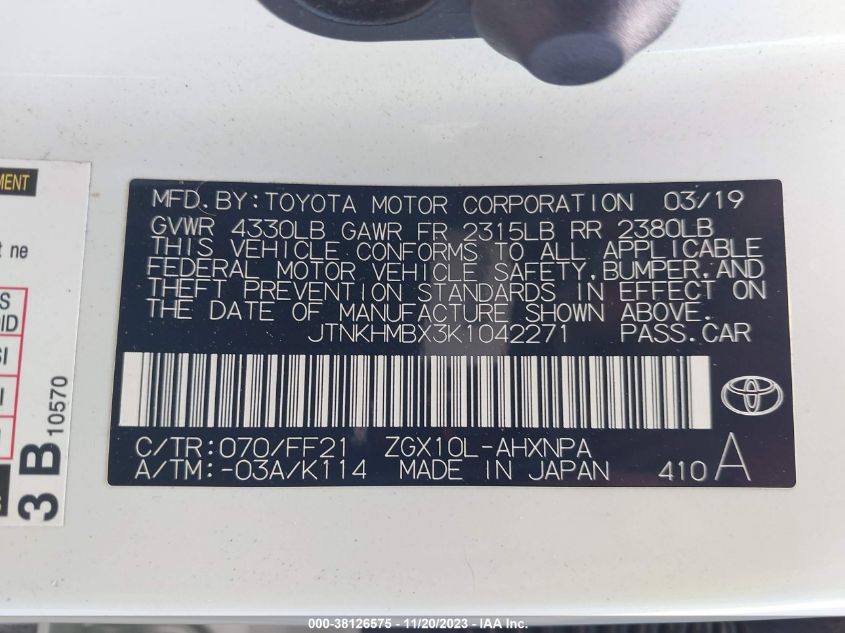 MFD. BY: TOYOTA MOTOR CORPORATION 03/19
GVWR 4330LB GAWR FR 2315LB RR 2380LB
THIS VEHICLE CONFORMS TO ALL APPLICABLE
FEDERAL MOTOR VEHICLE SAFETY, BUMPER, AND
THEFT PREVENTION STANDARDS IN EFFECT ON
THE DATE OF MANUFACTURE SHOWN ABOVE.
JTNKHMBX3K1042271 PASS. CAR
C/TR: 070/FF21 ZGX10L-AHXNPA
A/TM: -03A/K114 MADE IN JAPAN 410 A
ne
3 B
10570
000-38126575 - 11/20/2023 - IAA Inc.